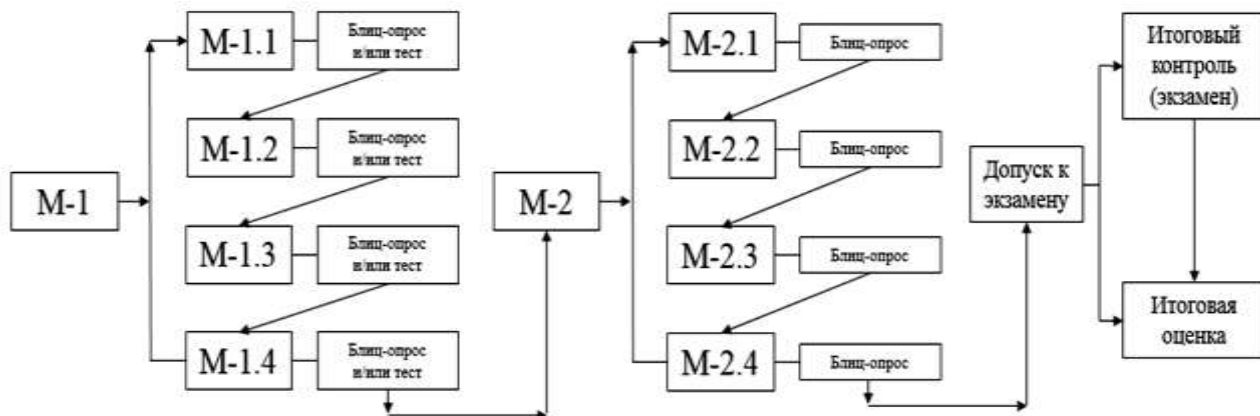 М-1
М-1.1
Блиц-опрос
и/или тест
М-1.2
Блиц-опрос
и/или тест
М-1.3
Блиц-опрос
и/или тест
М-1.4
Блиц-опрос
и/или тест
М-2
М-2.1
Блиц-опрос
М-2.2
Блиц-опрос
М-2.3
Блиц-опрос
М-2.4
Блиц-опрос
Допуск к
экзамену
Итоговый
контроль
(экзамен)
Итоговая
оценка